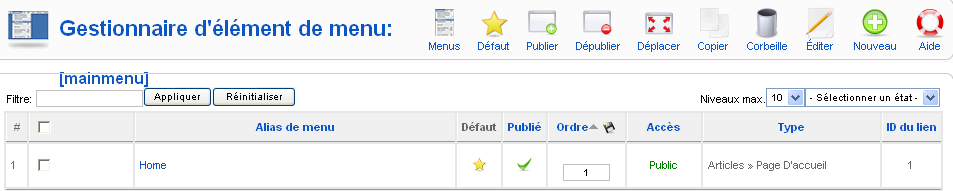 Gestionnaire d'élément de menu:
Menus Défaut Publier Dépublier Déplacer Copier Corbeille Éditer Nouveau Aide
[mainmenu]
Filtre: Appliquer Réinitialiser Niveaux max. 10 - Sélectionner un état -
# Alias de menu Défaut Publié Ordre Accès Type ID du lien
1 Home 1 Public Articles » Page D'accueil 1